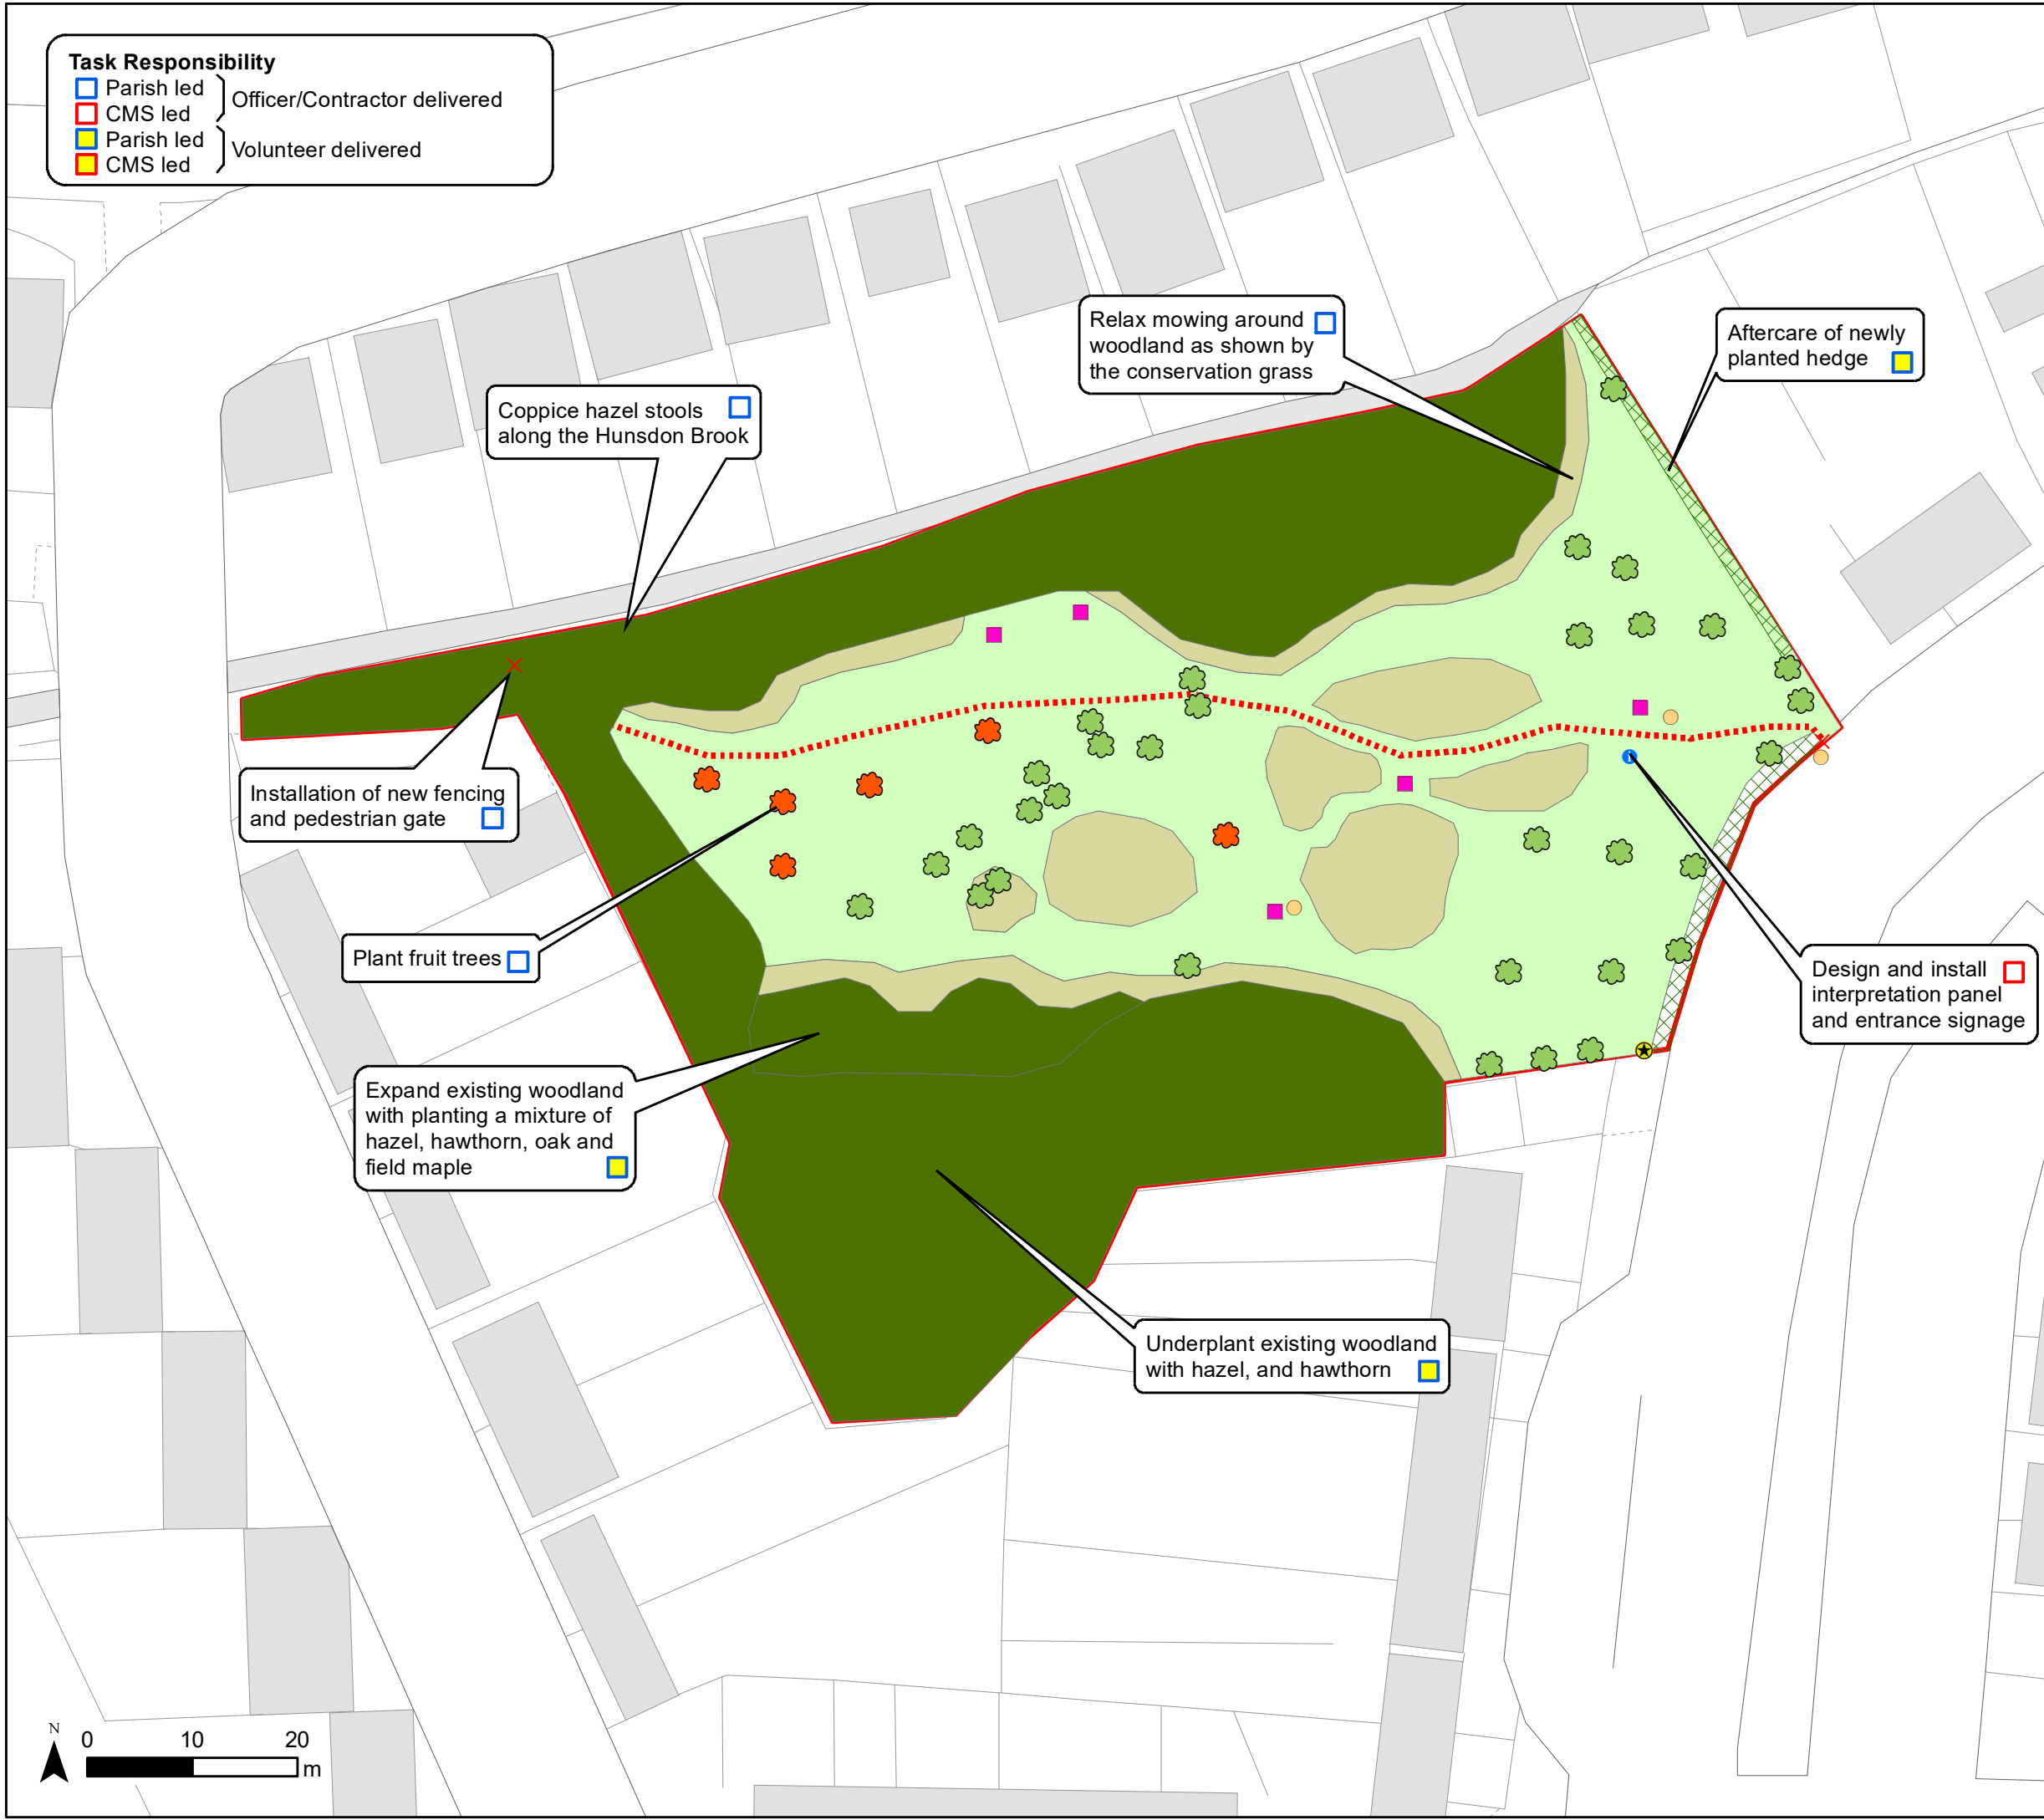 Task Responsibility
Parish led
CMS led
Officer/Contractor delivered
Parish led
CMS led
Volunteer delivered
Relax mowing around
woodland as shown by
the conservation grass
Aftercare of newly
planted hedge
Coppice hazel stools
along the Hunsdon Brook
Installation of new fencing
and pedestrian gate
Plant fruit trees
Design and install
interpretation panel
and entrance signage
Expand existing woodland
with planting a mixture of
hazel, hawthorn, oak and
field maple
Underplant existing woodland
with hazel, and hawthorn
N
0 10 20
m